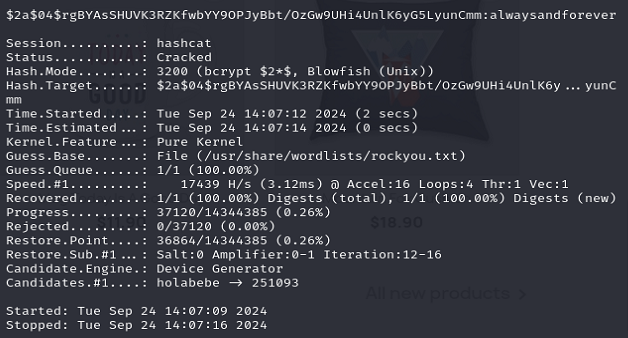 $2a$04$rgBYAsSHUVK3RZKfwbYY9OPJyBbt/OzGw9UHi4UnlK6yG5LyunCmm:alwaysandforever
Session..........: hashcat
Status...........: Cracked
Hash.Mode........: 3200 (bcrypt $2*$, Blowfish (Unix))
Hash.Target......: $2a$04$rgBYAsSHUVK3RZKfwbYY9OPJyBbt/OzGw9UHi4UnlK6y...yunC
mm
Time.Started.....: Tue Sep 24 14:07:12 2024 (2 secs)
Time.Estimated...: Tue Sep 24 14:07:14 2024 (0 secs)
Kernel.Feature...: Pure Kernel
Guess.Base.......: File (/usr/share/wordlists/rockyou.txt)
Guess.Queue......: 1/1 (100.00%)
Speed.#1.........:    17439 H/s (3.12ms) @ Accel:16 Loops:4 Thr:1 Vec:1
Recovered........: 1/1 (100.00%) Digests (total), 1/1 (100.00%) Digests (new)
Progress.........: 37120/14344385 (0.26%)
Rejected.........: 0/37120 (0.00%)
Restore.Point....: 36864/14344385 (0.26%)
Restore.Sub.#1...: Salt:0 Amplifier:0-1 Iteration:12-16
Candidate.Engine.: Device Generator
Candidates.#1....: holabebe -> 251093
Started: Tue Sep 24 14:07:09 2024
Stopped: Tue Sep 24 14:07:16 2024
GOOD
$18.90
All new products >